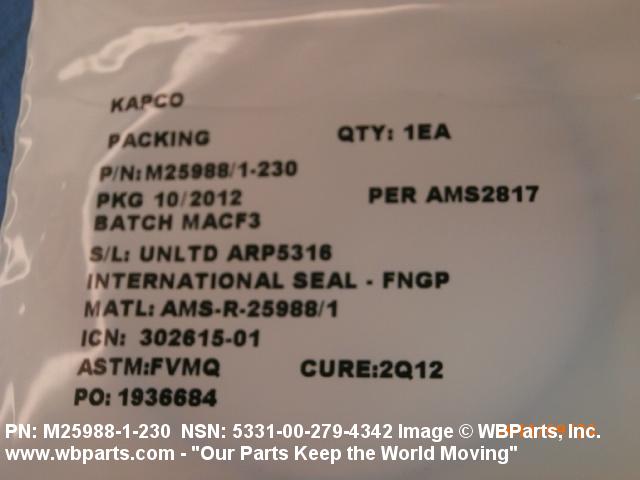 KAPCO
PACKING QTY: 1EA
P/N: M25988/1-230
PKG 10/2012 PER AMS2817
BATCH MACF3
S/L: UNLTD ARP5316
INTERNATIONAL SEAL - FNGP
MATL: AMS-R-25988/1
ICN: 302615-01
ASTM:FVMQ CURE:2Q12
PO: 1936684
PN: M25988-1-230 NSN: 5331-00-279-4342 Image © WBParts, Inc.
www.wbparts.com - "Our Parts Keep the World Moving"